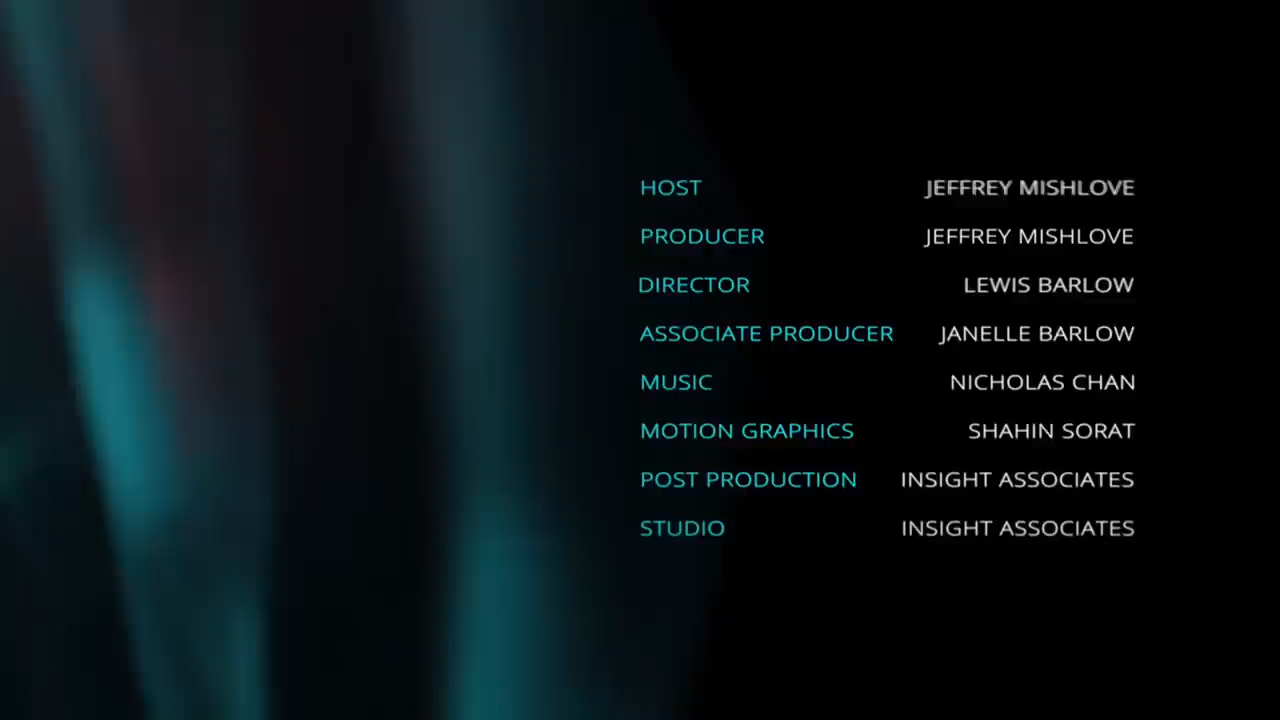 HOST JEFFREY MISHLOVE
PRODUCER JEFFREY MISHLOVE
DIRECTOR LEWIS BARLOW
ASSOCIATE PRODUCER JANELLE BARLOW
MUSIC NICHOLAS CHAN
MOTION GRAPHICS SHAHIN SORAT
POST PRODUCTION INSIGHT ASSOCIATES
STUDIO INSIGHT ASSOCIATES